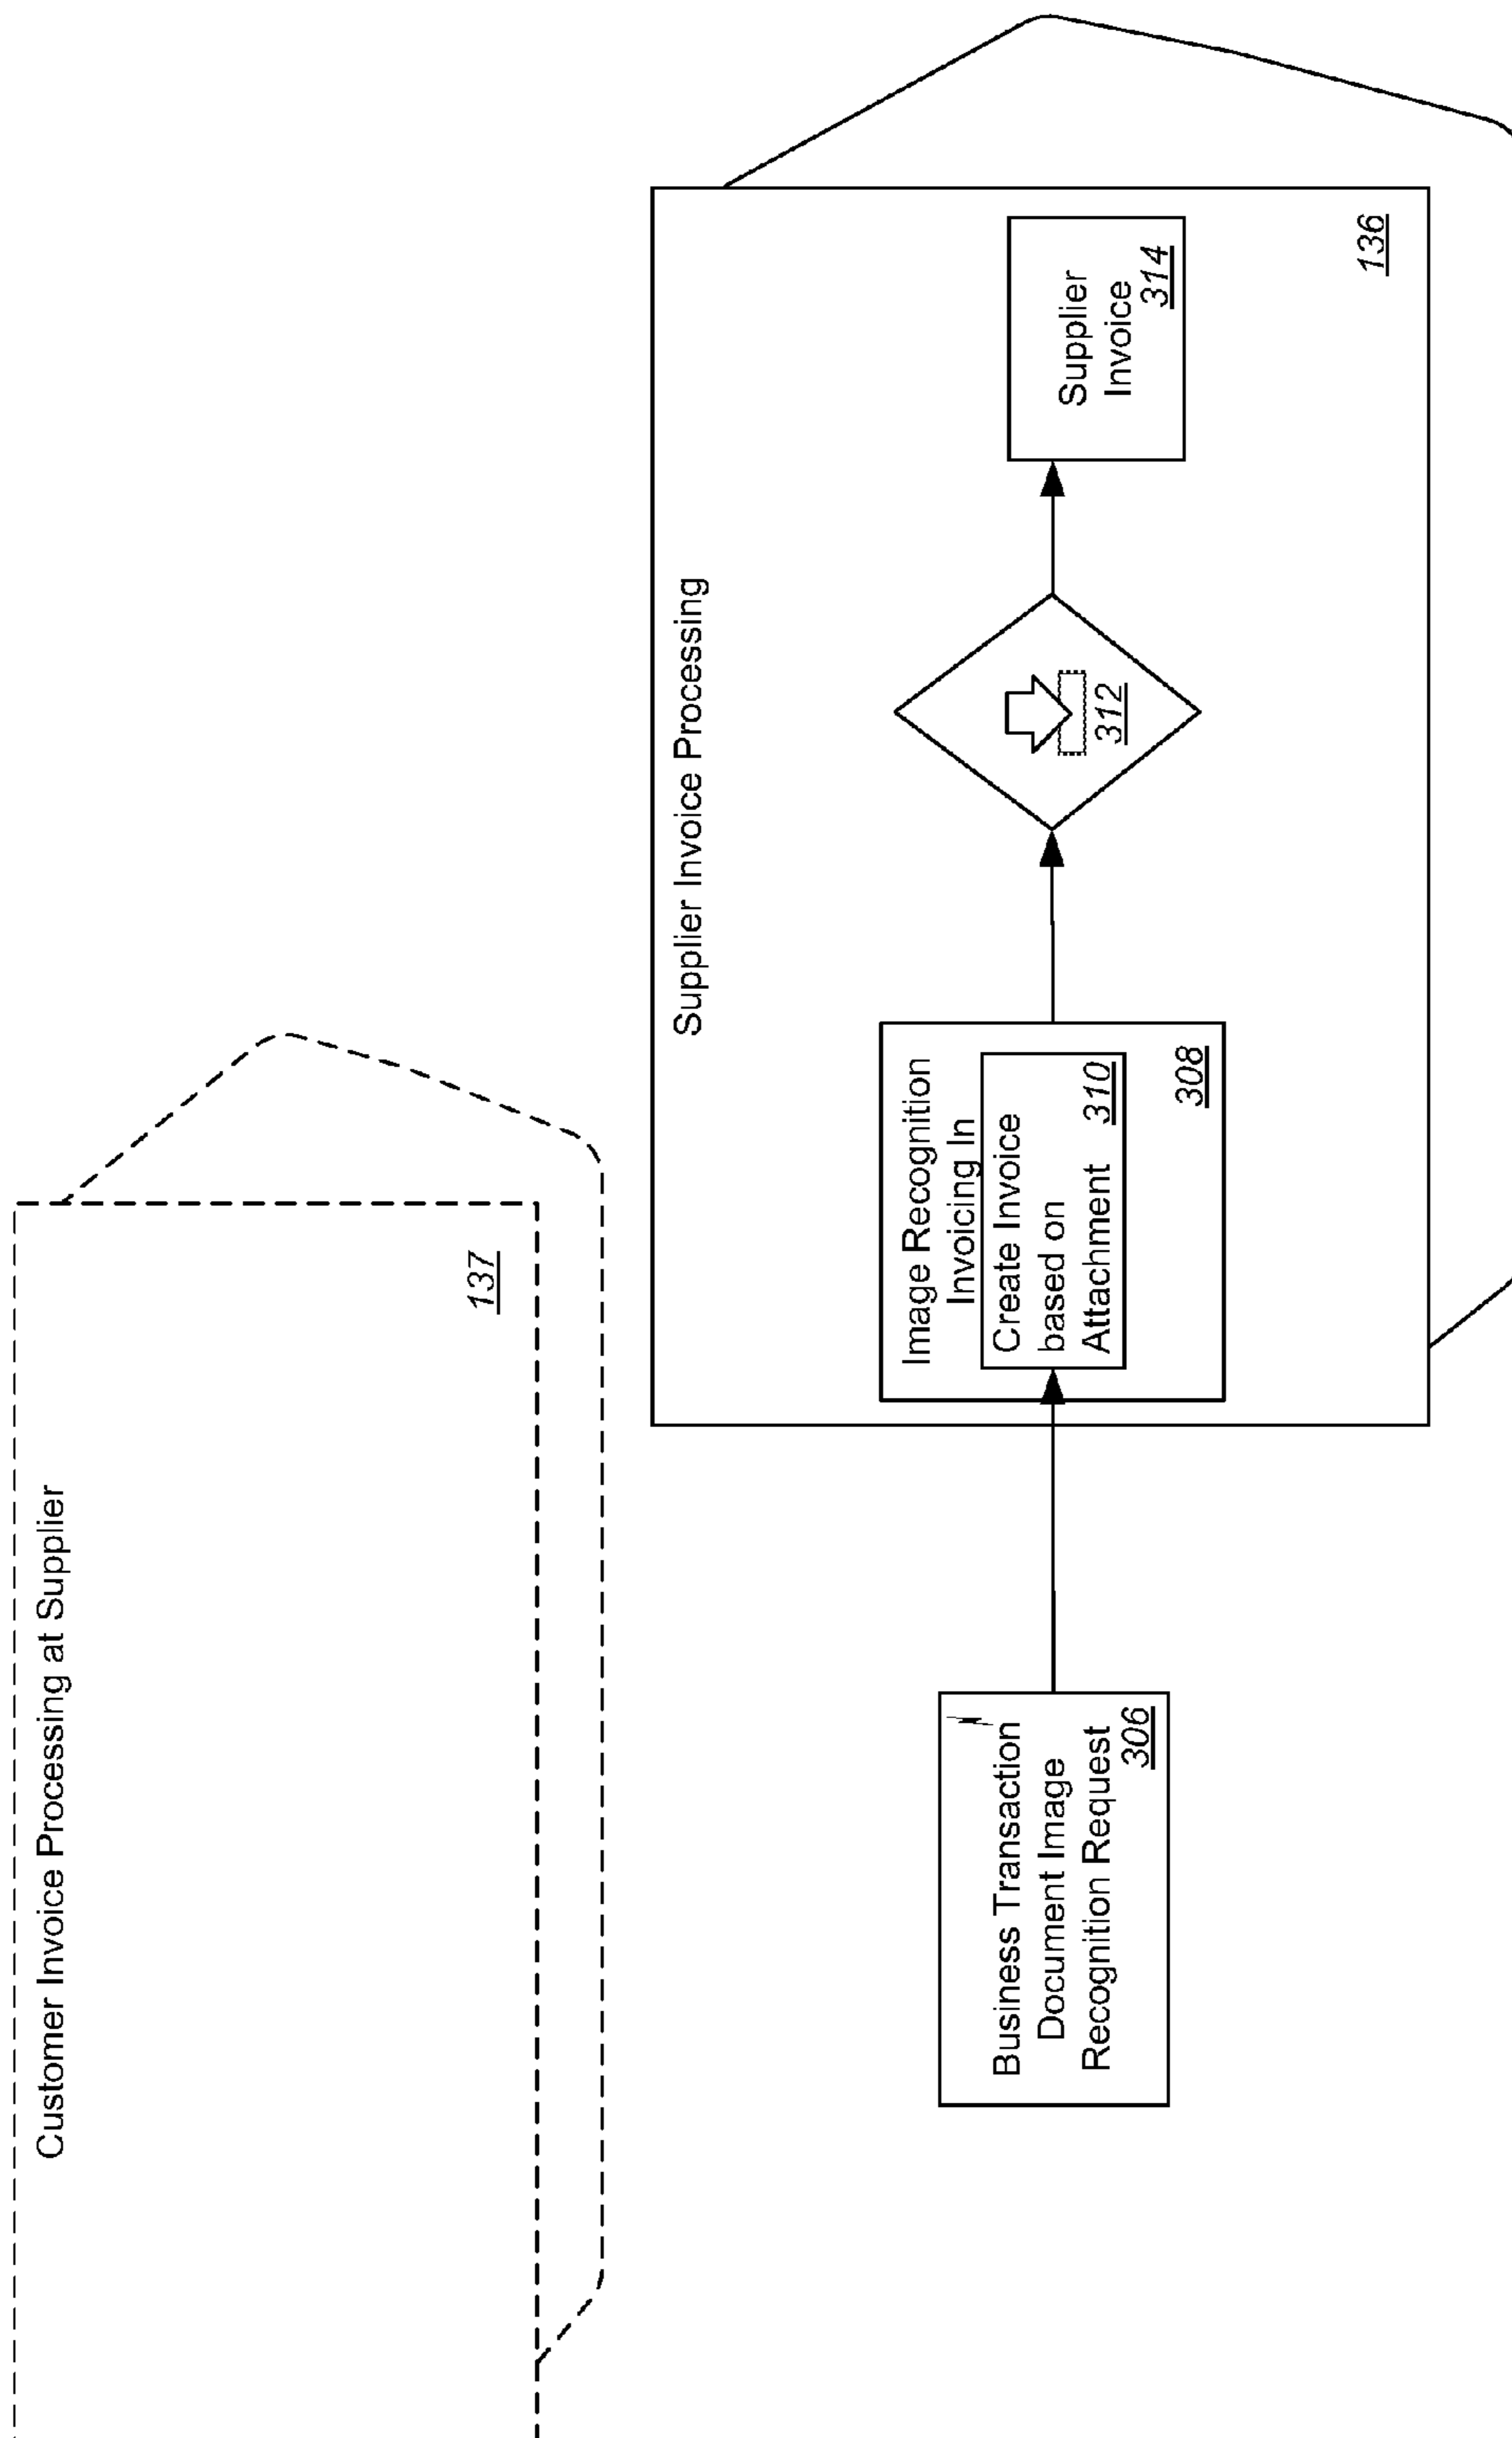 Customer Invoice Processing at Supplier
137
Supplier Invoice Processing
Business Transaction
Document Image
Recognition Request
306
Image Recognition
Invoicing In
Create Invoice
based on
Attachment 310
308
312
Supplier
Invoice
314
136